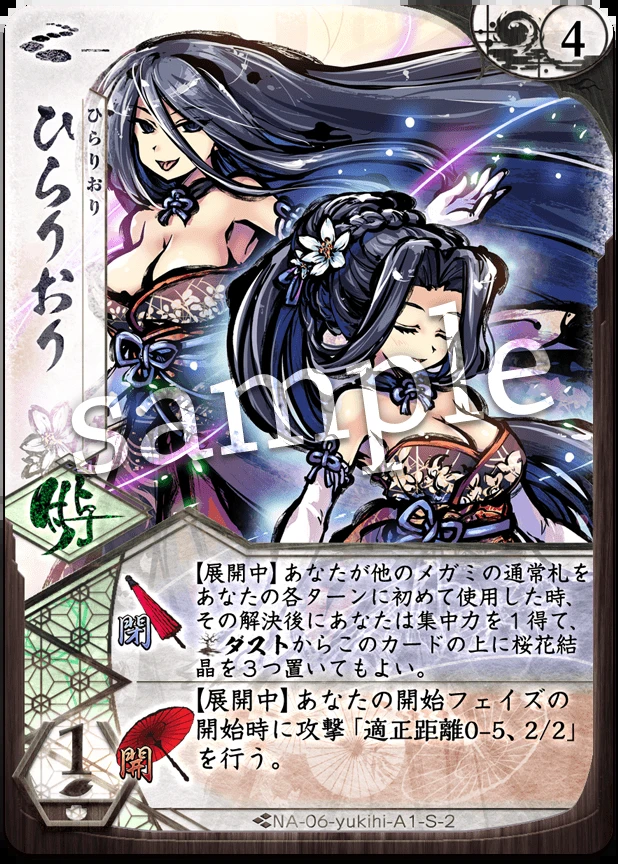 一
4
ひらりおり
ひらりおり
sample
【展開中】あなたが他のメガミの通常札を
あなたの各ターンに初めて使用した時、
その解決後にあなたは集中力を1得て、
ダストからこのカードの上に桜花結
晶を3つ置いてもよい。
閉
【展開中】あなたの開始フェイズの
開始時に攻撃「適正距離0-5、2/2」
を行う。
開
1
NA-06-yukihi-A1-S-2